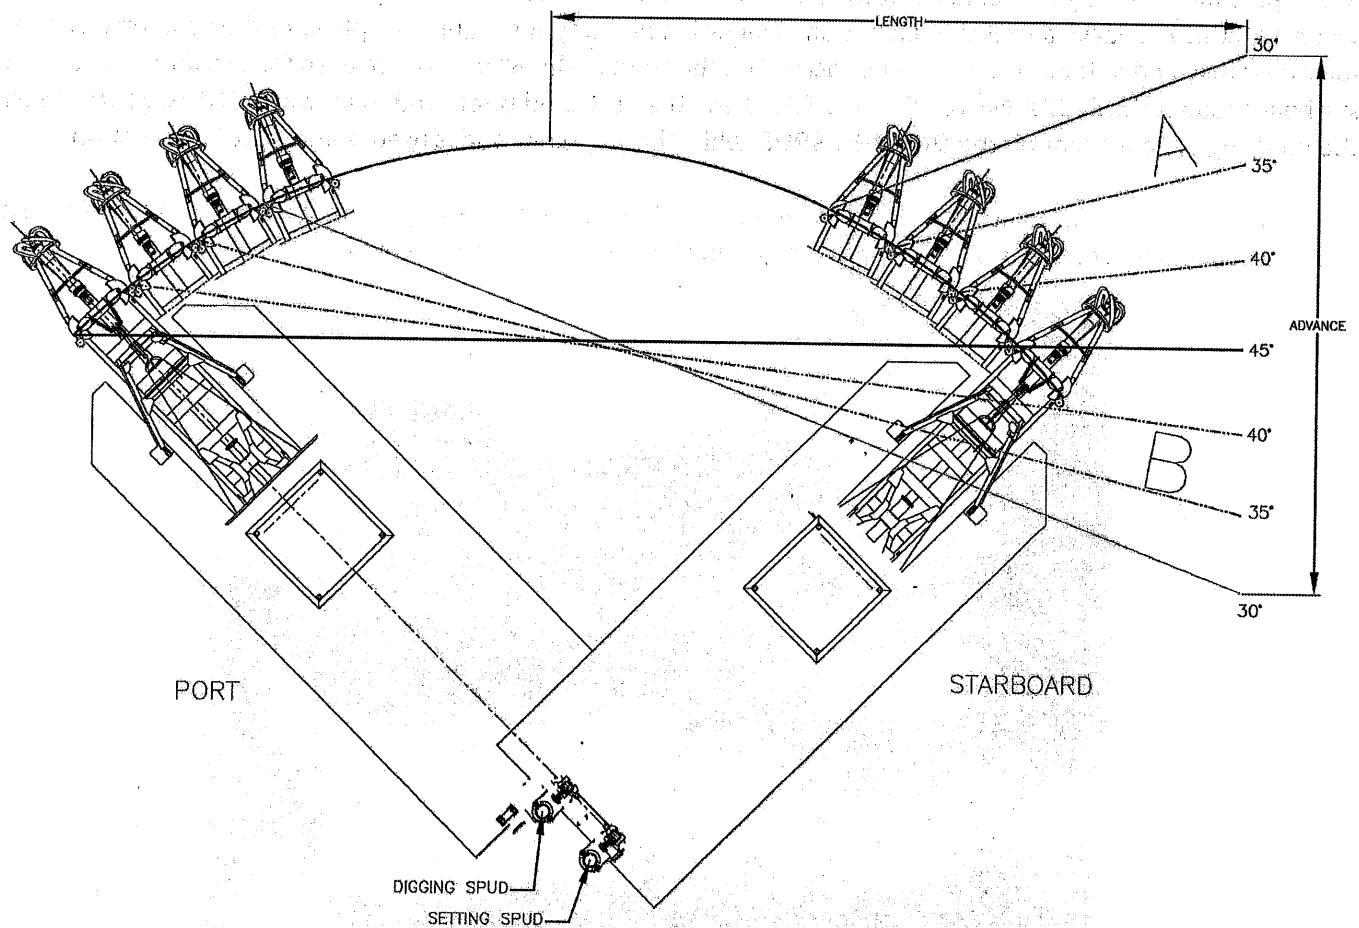 LENGTH
30°
A
35°
40°
ADVANCE
45°
40°
B
35°
30°
PORT
STARBOARD
DIGGING SPUD
SETTING SPUD